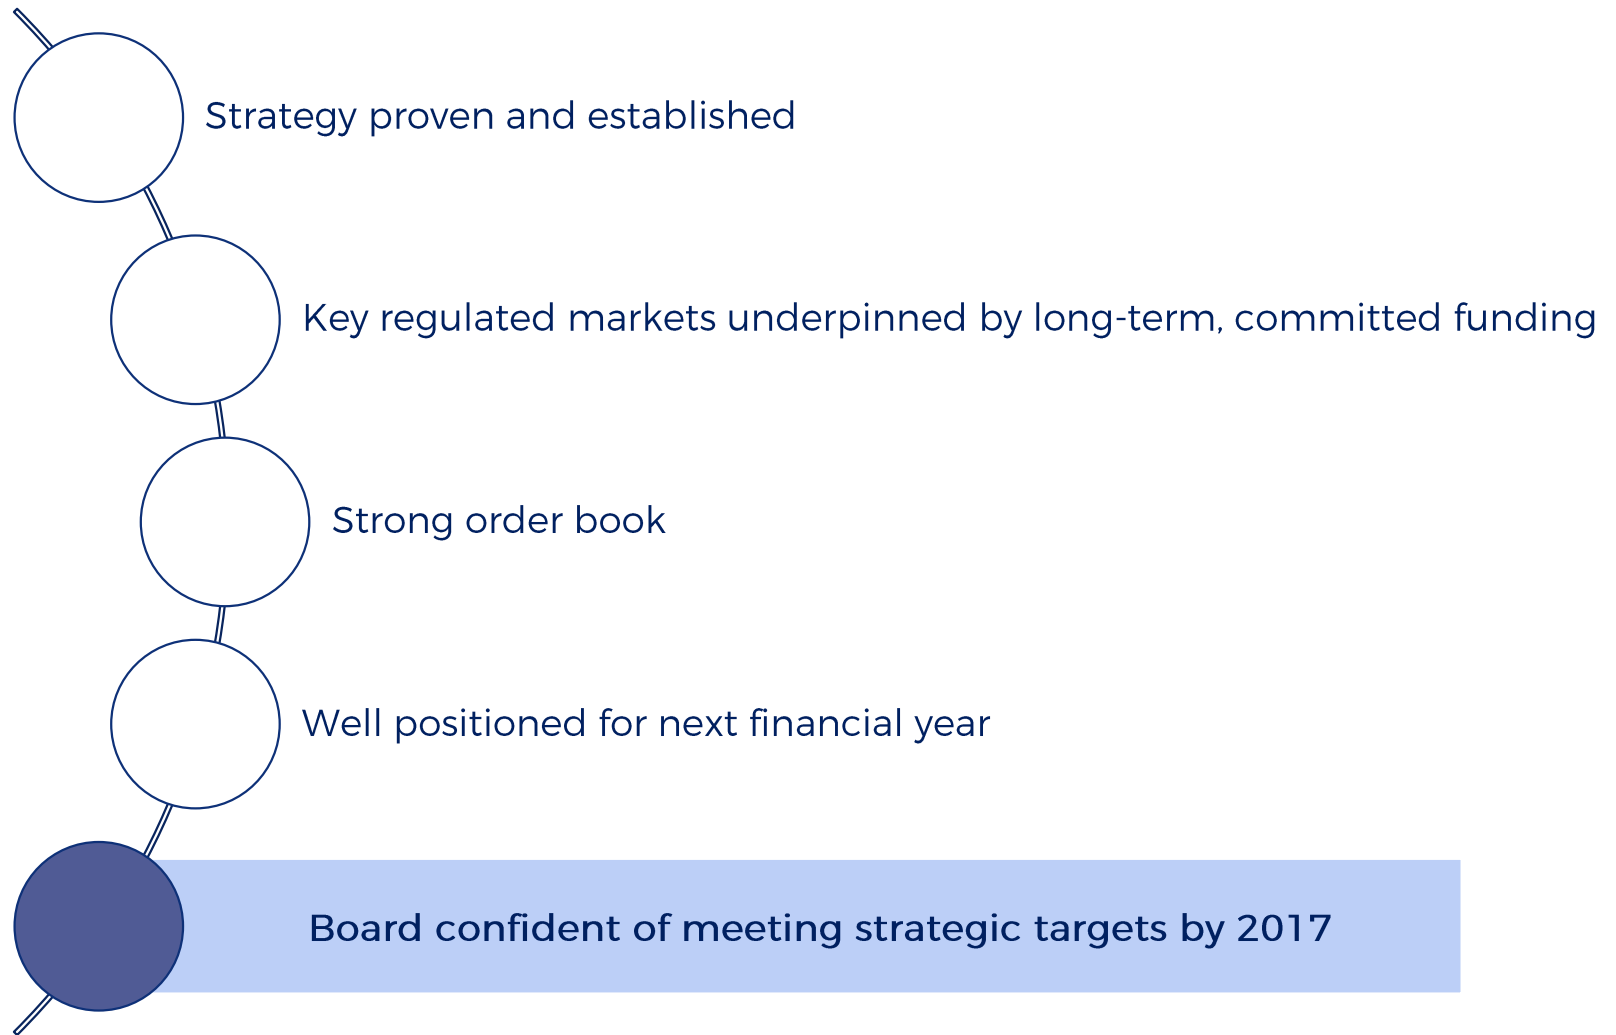 Strategy proven and established
Key regulated markets underpinned by long-term, committed funding
Strong order book
Well positioned for next financial year
Board confident of meeting strategic targets by 2017